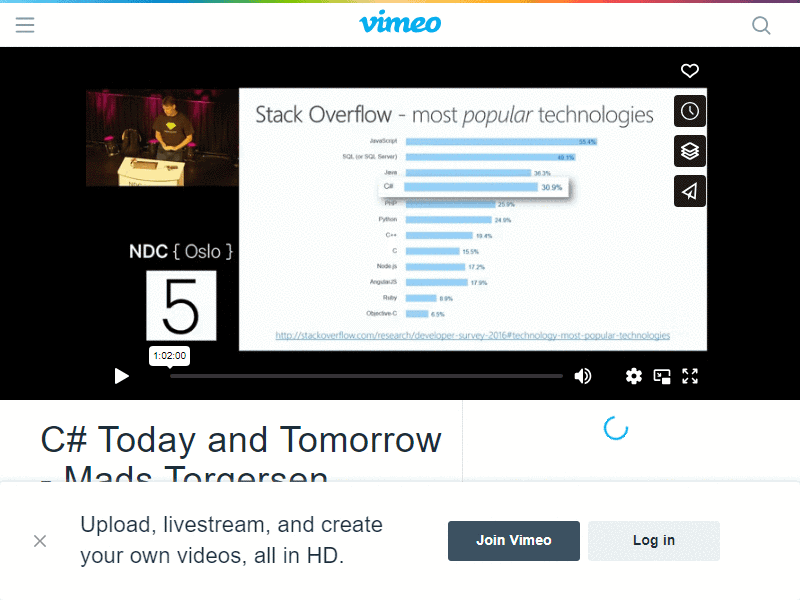 vimeo
Stack Overflow - most popular technologies
JavaScript 55.4%
SQL (or SQL Server) 49.1%
Java 36.3%
C# 30.9%
PHP 25.9%
Python 24.9%
C++ 19.4%
C 15.5%
Node.js 17.2%
AngularJS 17.9%
Ruby 8.9%
Objective-C 6.5%
NDC { Oslo }
5
http://stackoverflow.com/research/developer-survey-2016#technology-most-popular-technologies
1:02:00
C# Today and Tomorrow
- Mads Torgersen
Upload, livestream, and create
your own videos, all in HD.
Join Vimeo
Log in